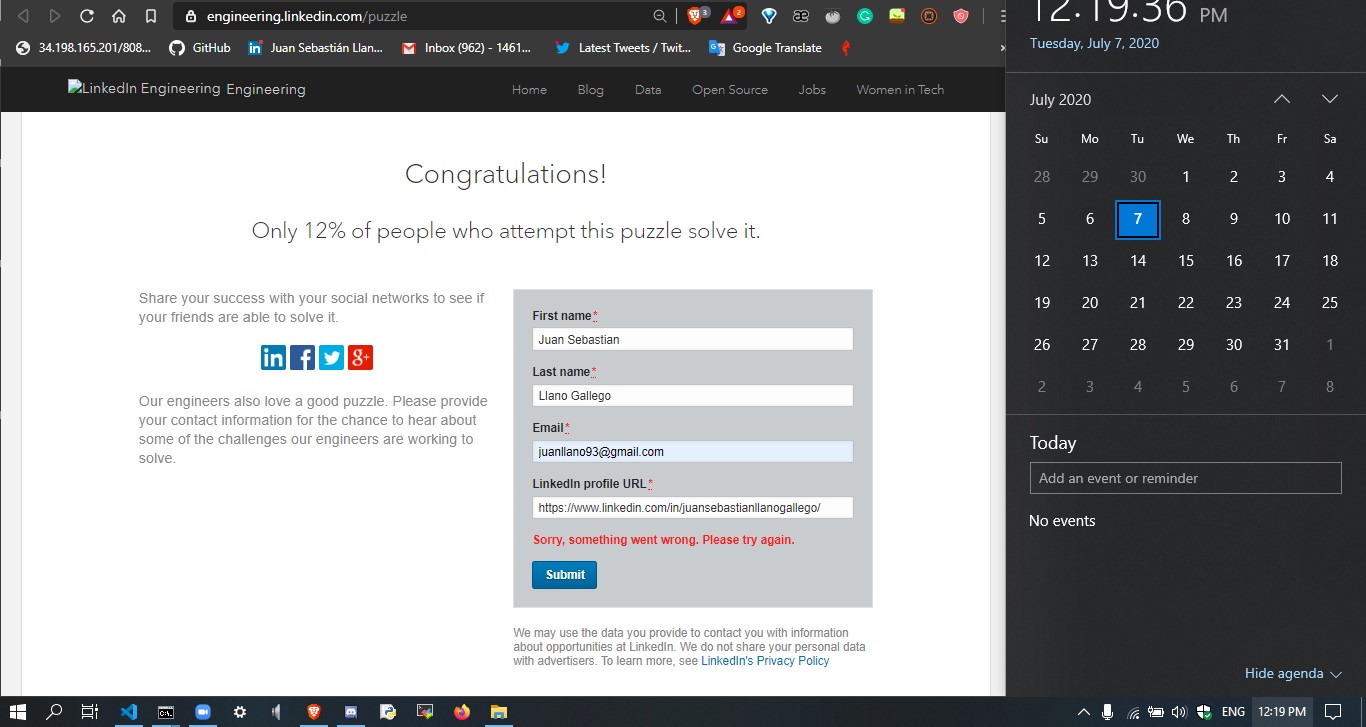 engineering.linkedin.com/puzzle
3
2
34.198.165.201/808...
GitHub
Juan Sebastián Llan...
Inbox (962) - 1461...
Latest Tweets / Twit...
Google Translate
LinkedIn Engineering Engineering
Home
Blog
Data
Open Source
Jobs
Women in Tech
Congratulations!
Only 12% of people who attempt this puzzle solve it.
Share your success with your social networks to see if
your friends are able to solve it.
Our engineers also love a good puzzle. Please provide
your contact information for the chance to hear about
some of the challenges our engineers are working to
solve.
First name*
Juan Sebastian
Last name*
Llano Gallego
Email*
juanllano93@gmail.com
LinkedIn profile URL*
https://www.linkedin.com/in/juansebastianllanogallego/
Sorry, something went wrong. Please try again.
Submit
We may use the data you provide to contact you with information
about opportunities at LinkedIn. We do not share your personal data
with advertisers. To learn more, see LinkedIn's Privacy Policy
12:19:36 PM
Tuesday, July 7, 2020
July 2020
Su Mo Tu We Th Fr Sa
28 29 30 1 2 3 4
5 6 7 8 9 10 11
12 13 14 15 16 17 18
19 20 21 22 23 24 25
26 27 28 29 30 31 1
2 3 4 5 6 7 8
Today
Add an event or reminder
No events
Hide agenda
ENG
12:19 PM